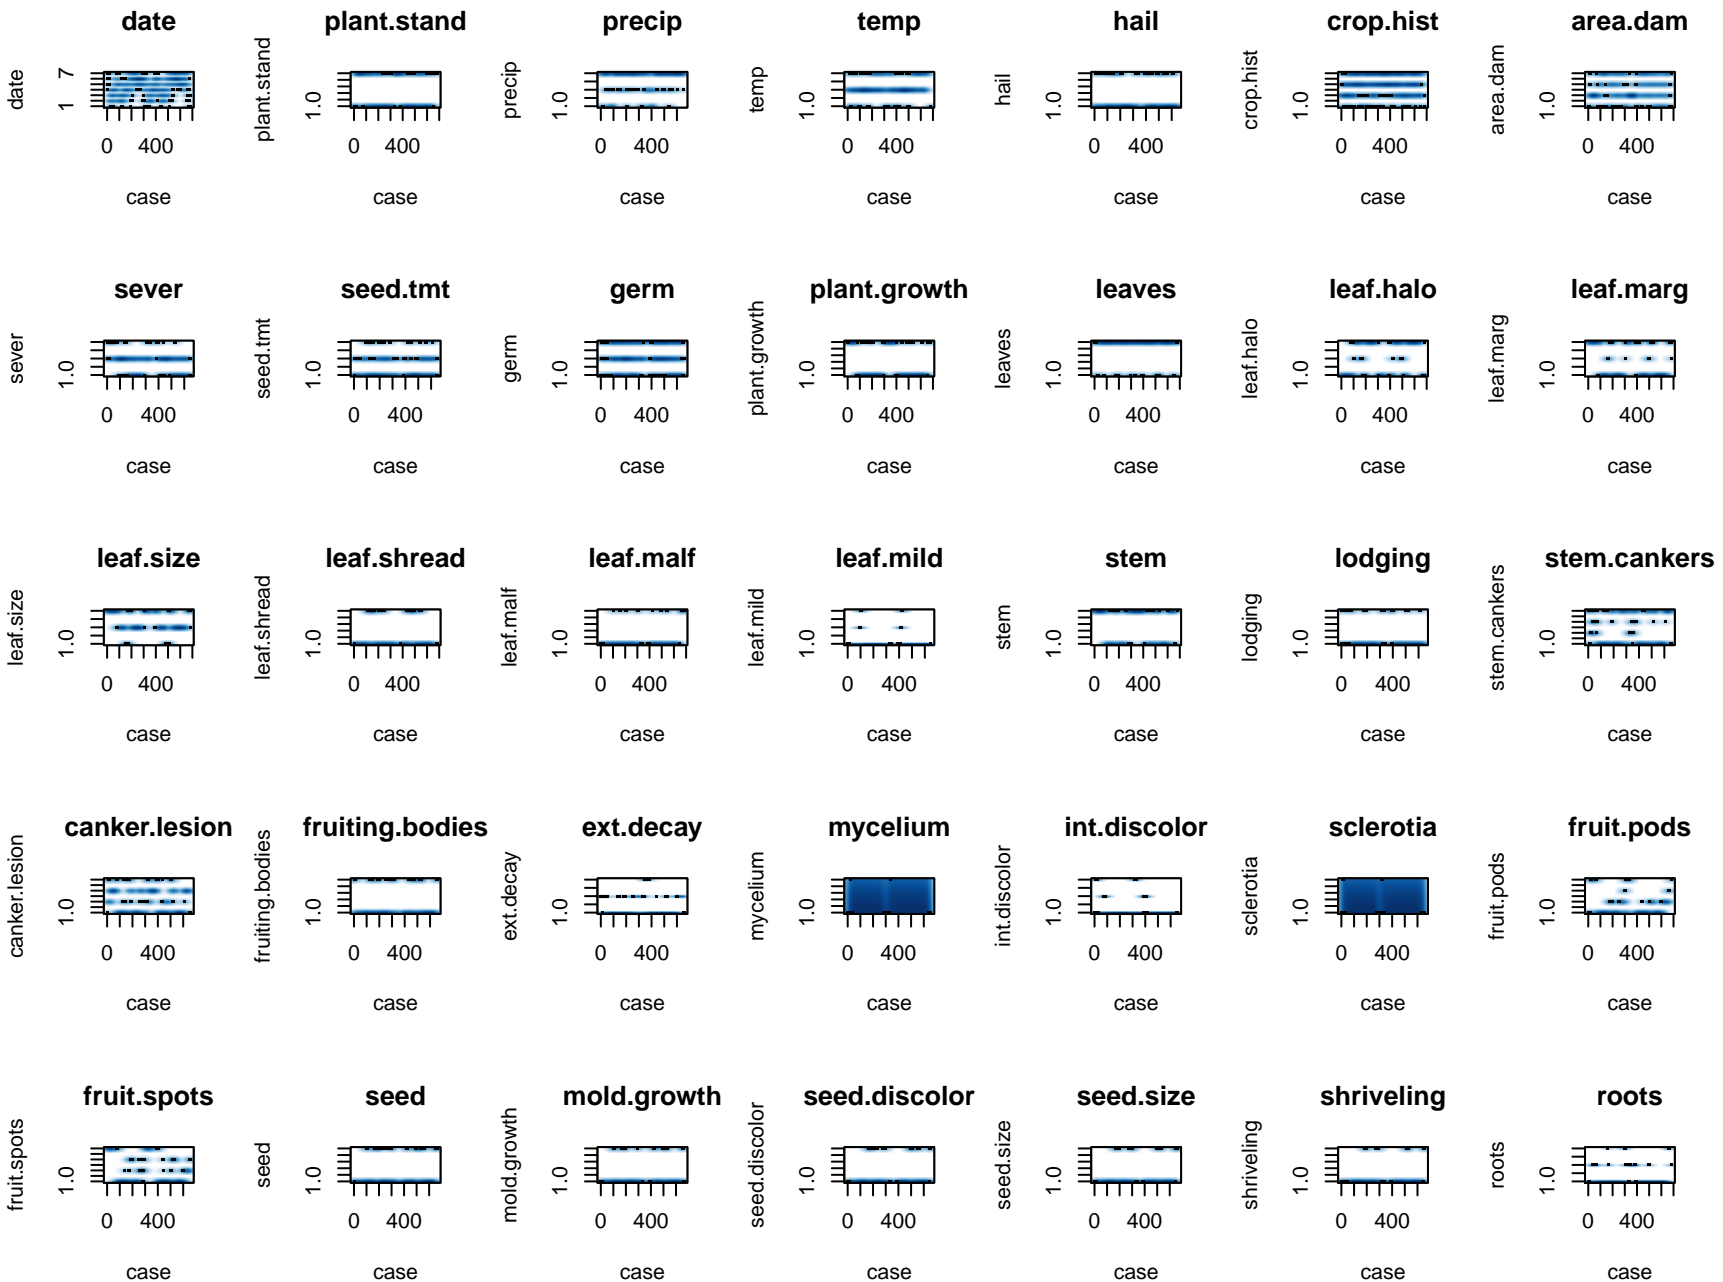 date plant.stand precip temp hail crop.hist area.dam
date 1 7 plant.stand 1.0 precip 1.0 temp 1.0 hail 1.0 crop.hist 1.0 area.dam 1.0
0 400 0 400 0 400 0 400 0 400 0 400 0 400
case case case case case case case
sever seed.tmt germ plant.growth leaves leaf.halo leaf.marg
sever 1.0 seed.tmt 1.0 germ 1.0 plant.growth 1.0 leaves 1.0 leaf.halo 1.0 leaf.marg 1.0
0 400 0 400 0 400 0 400 0 400 0 400 0 400
case case case case case case case
leaf.size leaf.shread leaf.malf leaf.mild stem lodging stem.cankers
leaf.size 1.0 leaf.shread 1.0 leaf.malf 1.0 leaf.mild 1.0 stem 1.0 lodging 1.0 stem.cankers 1.0
0 400 0 400 0 400 0 400 0 400 0 400 0 400
case case case case case case case
canker.lesion fruiting.bodies ext.decay mycelium int.discolor sclerotia fruit.pods
canker.lesion 1.0 fruiting.bodies 1.0 ext.decay 1.0 mycelium 1.0 int.discolor 1.0 sclerotia 1.0 fruit.pods 1.0
0 400 0 400 0 400 0 400 0 400 0 400 0 400
case case case case case case case
fruit.spots seed mold.growth seed.discolor seed.size shriveling roots
fruit.spots 1.0 seed 1.0 mold.growth 1.0 seed.discolor 1.0 seed.size 1.0 shriveling 1.0 roots 1.0
0 400 0 400 0 400 0 400 0 400 0 400 0 400
case case case case case case case